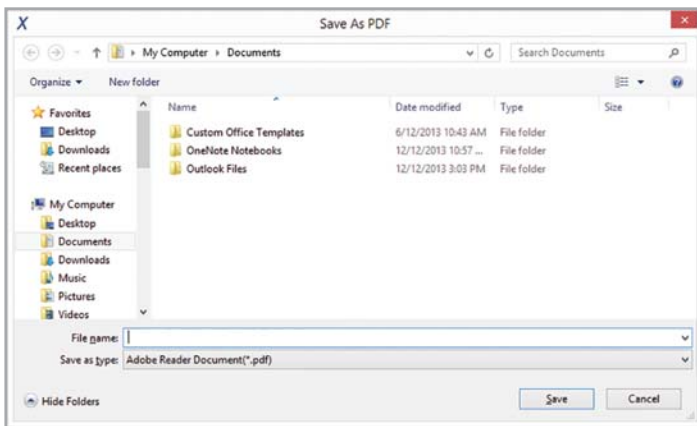 X Save As PDF
My Computer Documents Search Documents
Organize New folder
Name Date modified Type Size
Favorites
Desktop
Downloads
Recent places
My Computer
Desktop
Documents
Downloads
Music
Pictures
Videos
Custom Office Templates 6/12/2013 10:43 AM File folder
OneNote Notebooks 12/12/2013 10:57 ... File folder
Outlook Files 12/12/2013 3:03 PM File folder
File name:
Save as type: Adobe Reader Document(*.pdf)
Hide Folders Save Cancel